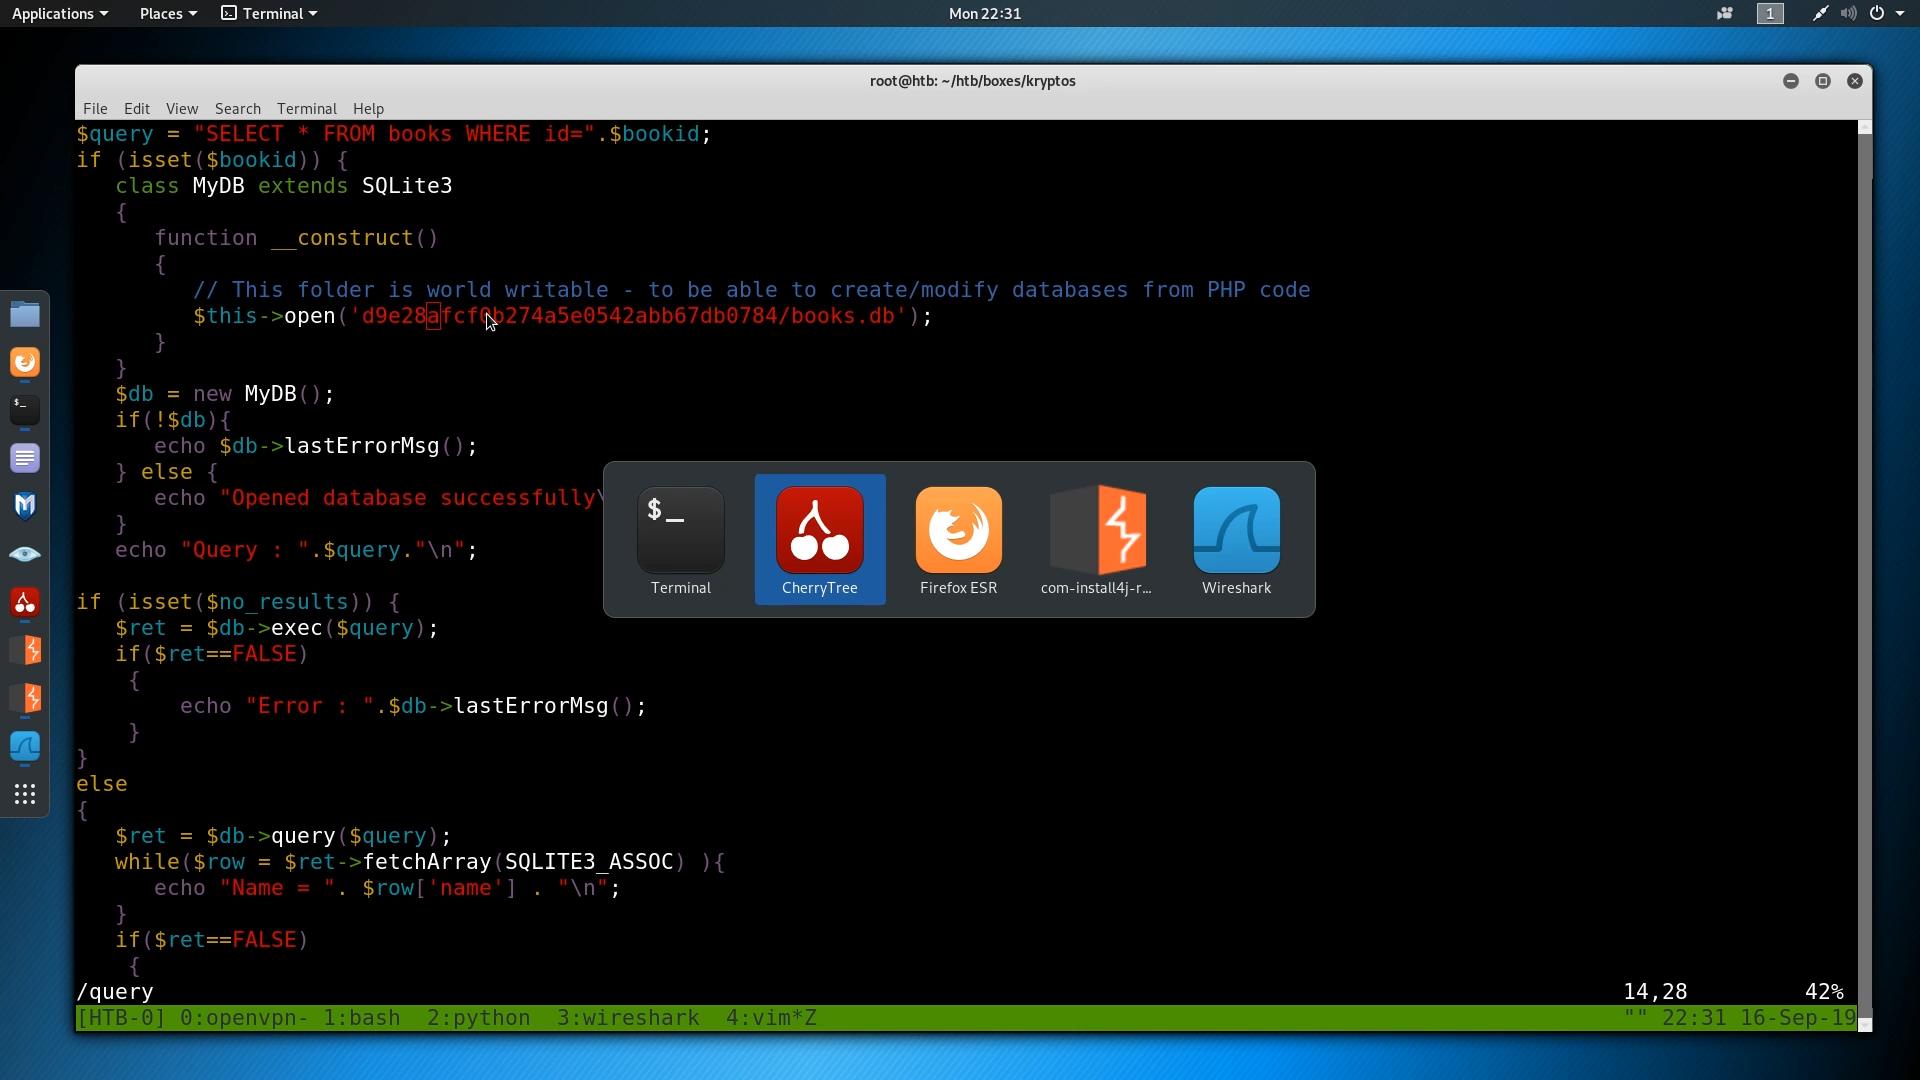 Applications Places Terminal Mon 22:31 1
root@htb: ~/htb/boxes/kryptos
File Edit View Search Terminal Help
$query = "SELECT * FROM books WHERE id=".$bookid;
if (isset($bookid)) {
class MyDB extends SQLite3
{
function __construct()
{
// This folder is world writable - to be able to create/modify databases from PHP code
$this->open('d9e28afcf0b274a5e0542abb67db0784/books.db');
}
}
$db = new MyDB();
if(!$db){
echo $db->lastErrorMsg();
} else {
echo "Opened database successfully\
}
echo "Query : ".$query."\n";
if (isset($no_results)) {
$ret = $db->exec($query);
if($ret==FALSE)
{
echo "Error : ".$db->lastErrorMsg();
}
}
else
{
$ret = $db->query($query);
while($row = $ret->fetchArray(SQLITE3_ASSOC) ){
echo "Name = ". $row['name'] . "\n";
}
if($ret==FALSE)
{
/query 14,28 42%
[HTB-0] 0:openvpn- 1:bash 2:python 3:wireshark 4:vim*Z "" 22:31 16-Sep-19
$_
Terminal CherryTree Firefox ESR com-install4j-r... Wireshark